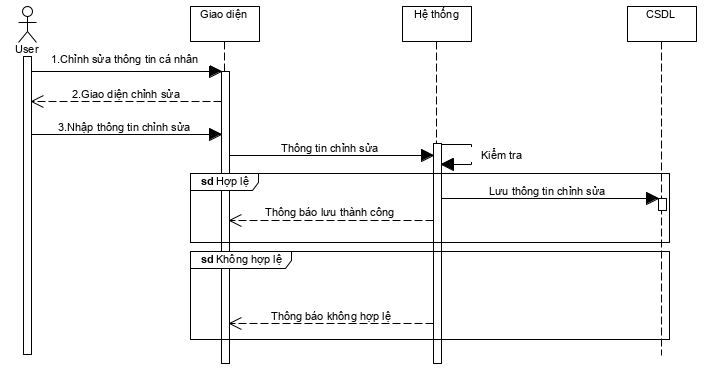 Giao diện
Hệ thống
CSDL
User
1.Chỉnh sửa thông tin cá nhân
2.Giao diện chỉnh sửa
3.Nhập thông tin chỉnh sửa
Thông tin chỉnh sửa
Kiểm tra
sd Hợp lệ
Lưu thông tin chỉnh sửa
Thông báo lưu thành công
sd Không hợp lệ
Thông báo không hợp lệ